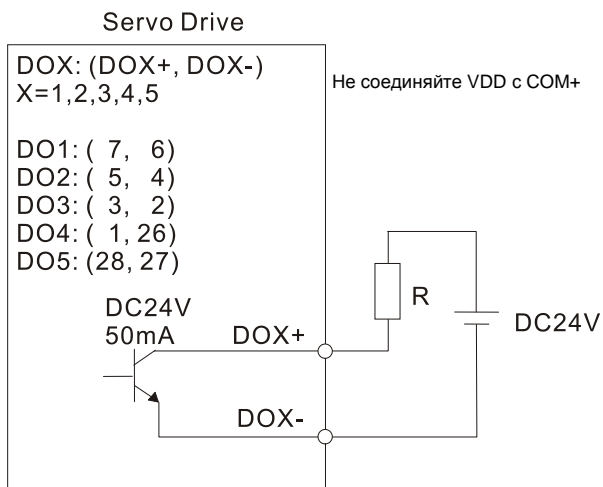 Servo Drive
DOX: (DOX+, DOX-)
X=1,2,3,4,5
Не соединяйте VDD с COM+
DO1: ( 7, 6)
DO2: ( 5, 4)
DO3: ( 3, 2)
DO4: ( 1, 26)
DO5: (28, 27)
DC24V
50mA
DOX+
R
DC24V
DOX-